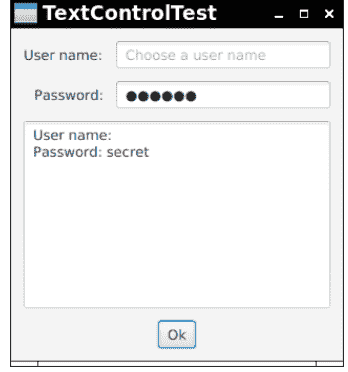 TextControlTest
User name: Choose a user name
Password: ●●●●●●
User name:
Password: secret
Ok